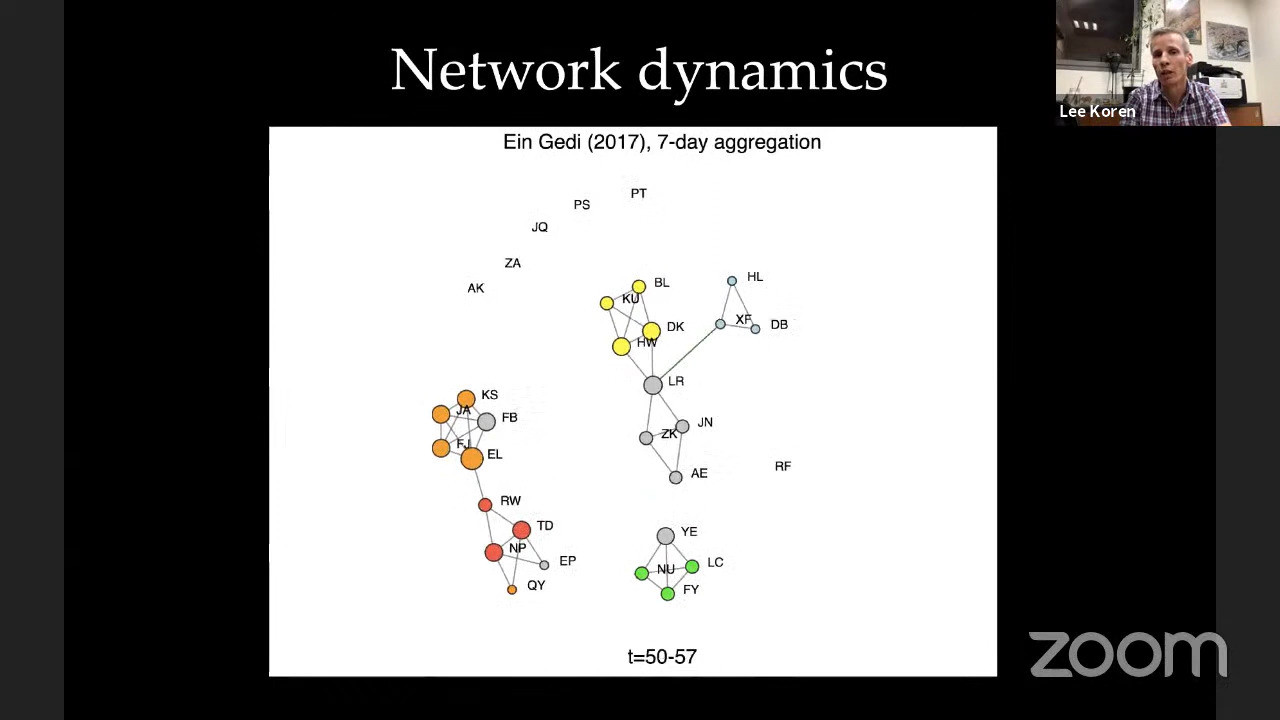 Network dynamics
Lee Koren
Ein Gedi (2017), 7-day aggregation
PT
PS
JQ
ZA
AK
HL
BL
KU
XF
DB
DK
HW
LR
KS
JA
FB
JN
ZK
FJ
EL
AE
RF
RW
TD
YE
NP
EP
LC
NU
QY
FY
t=50-57
zoom